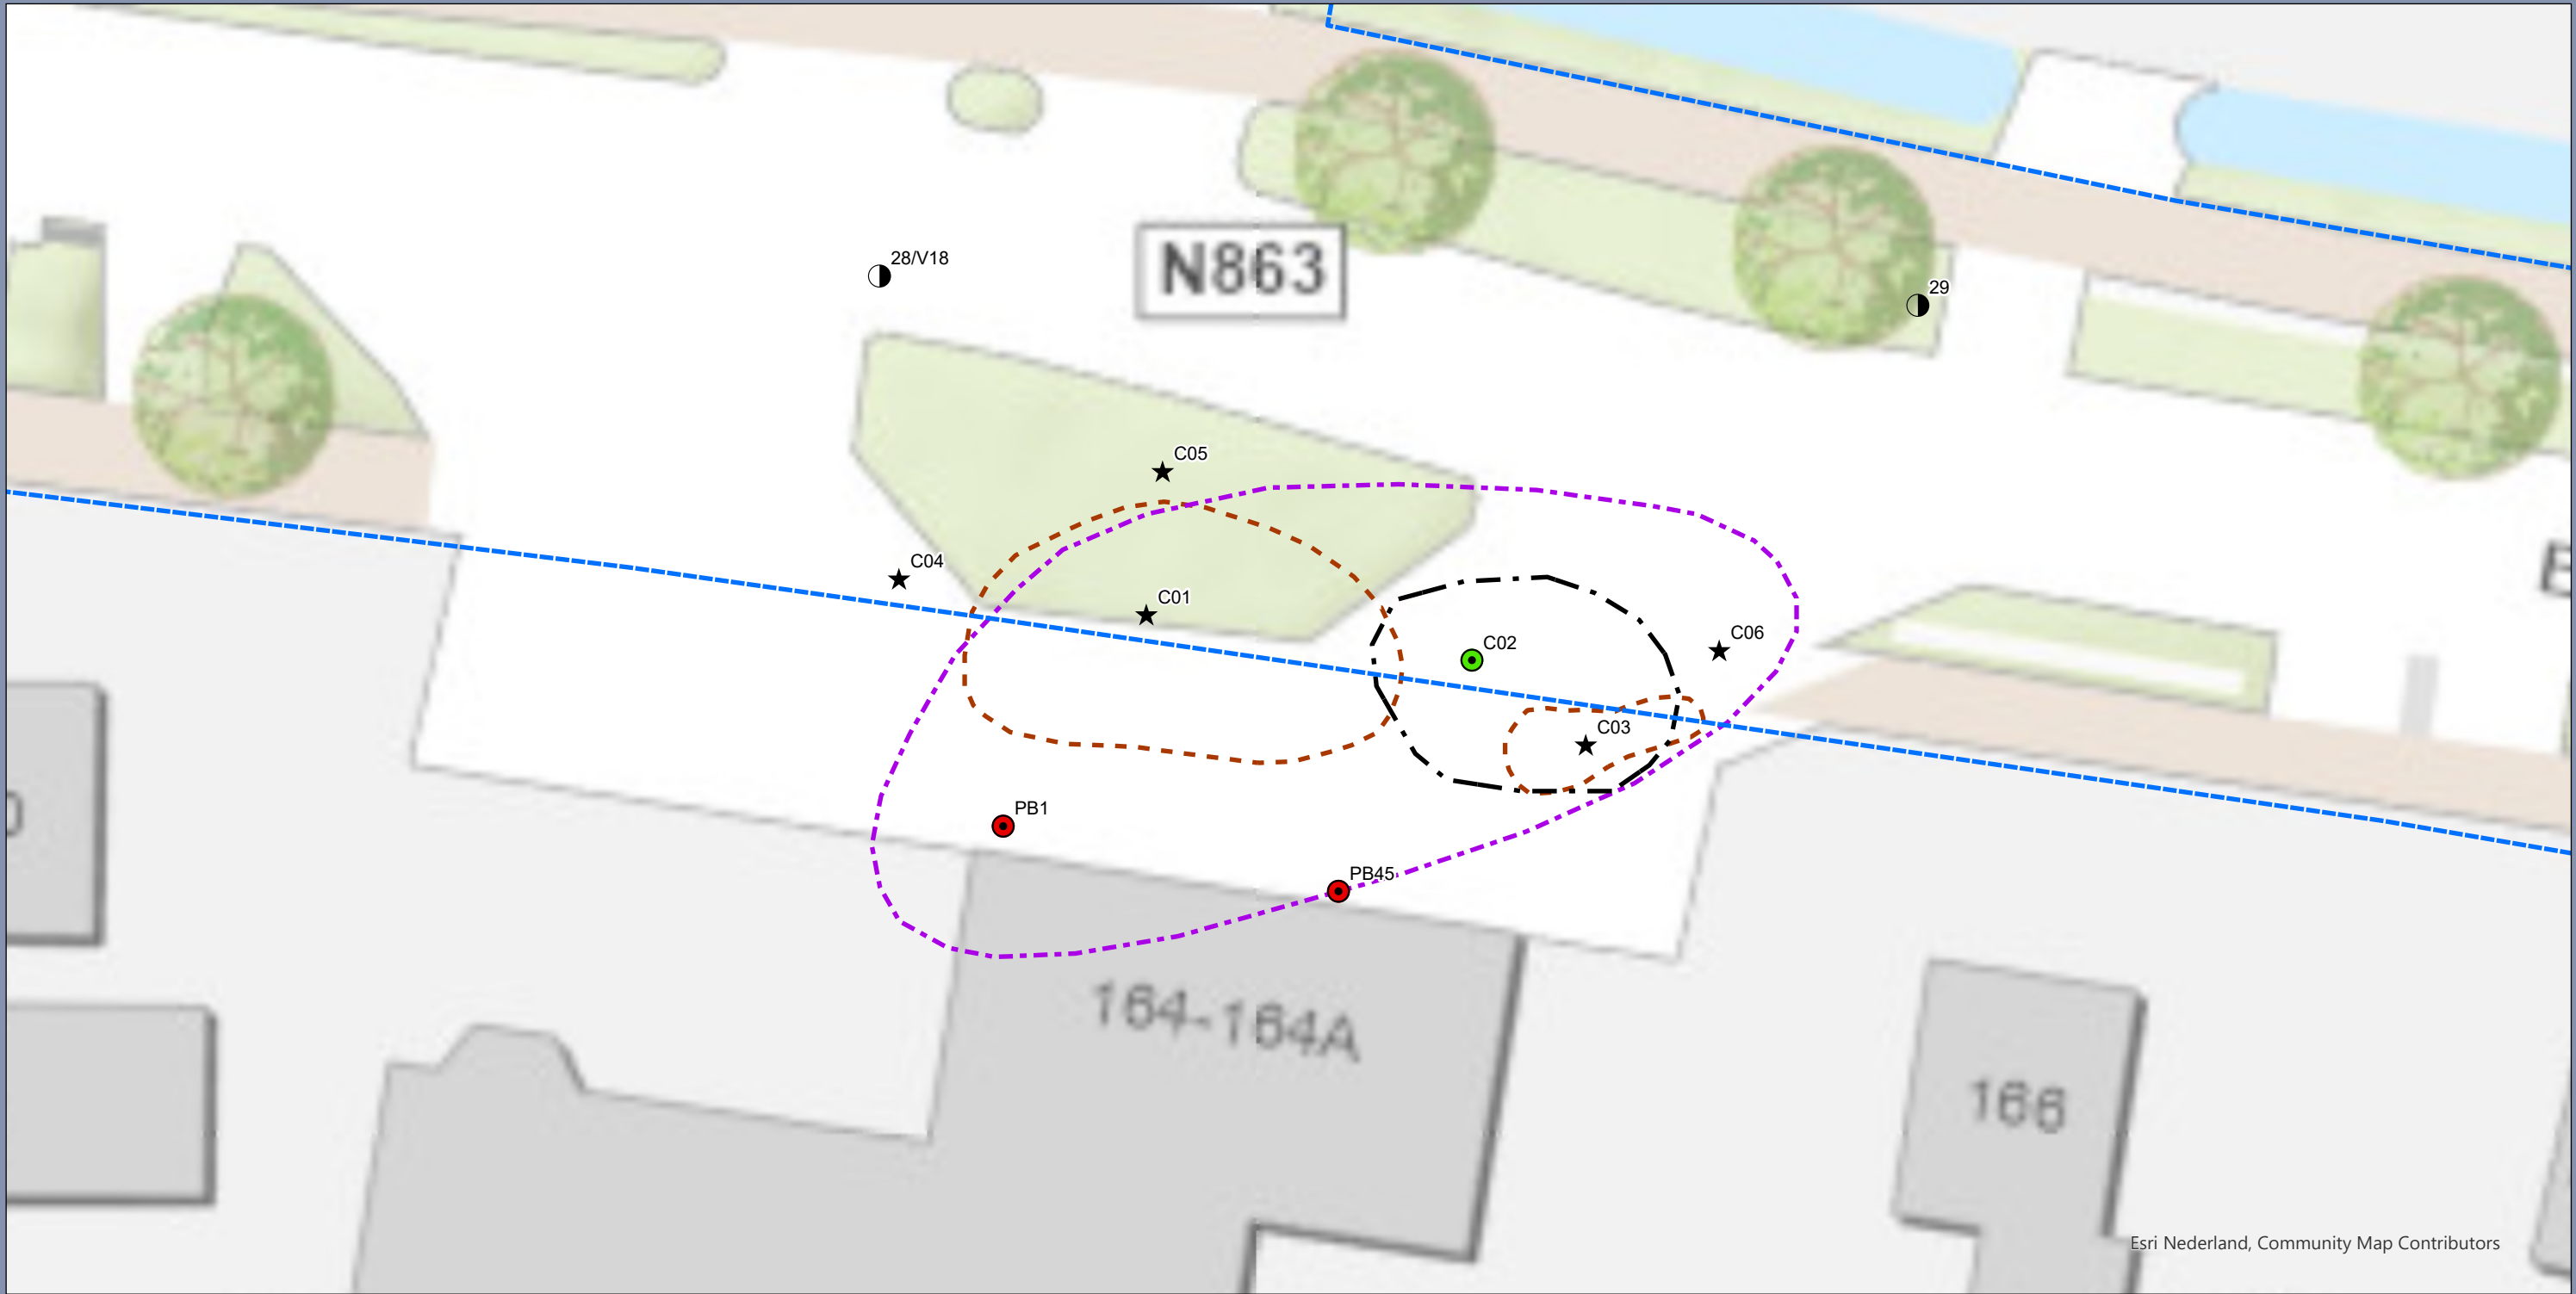 28/V18
N863
29
C05
C04
C01
C02
C06
C03
PB1
PB45
164-164A
166
Esri Nederland, Community Map Contributors